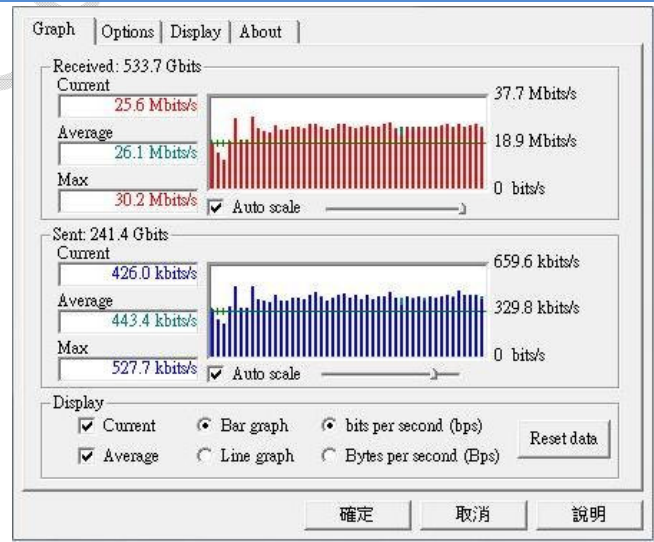 Graph Options Display About
Received: 533.7 Gbits
Current
25.6 Mbits/s
Average
26.1 Mbits/s
Max
30.2 Mbits/s
37.7 Mbits/s
18.9 Mbits/s
0 bits/s
Auto scale
Sent: 241.4 Gbits
Current
426.0 kbits/s
Average
443.4 kbits/s
Max
527.7 kbits/s
659.6 kbits/s
329.8 kbits/s
0 bits/s
Auto scale
Display
Current Bar graph bits per second (bps)
Average Line graph Bytes per second (Bps)
Reset data
確定 取消 說明